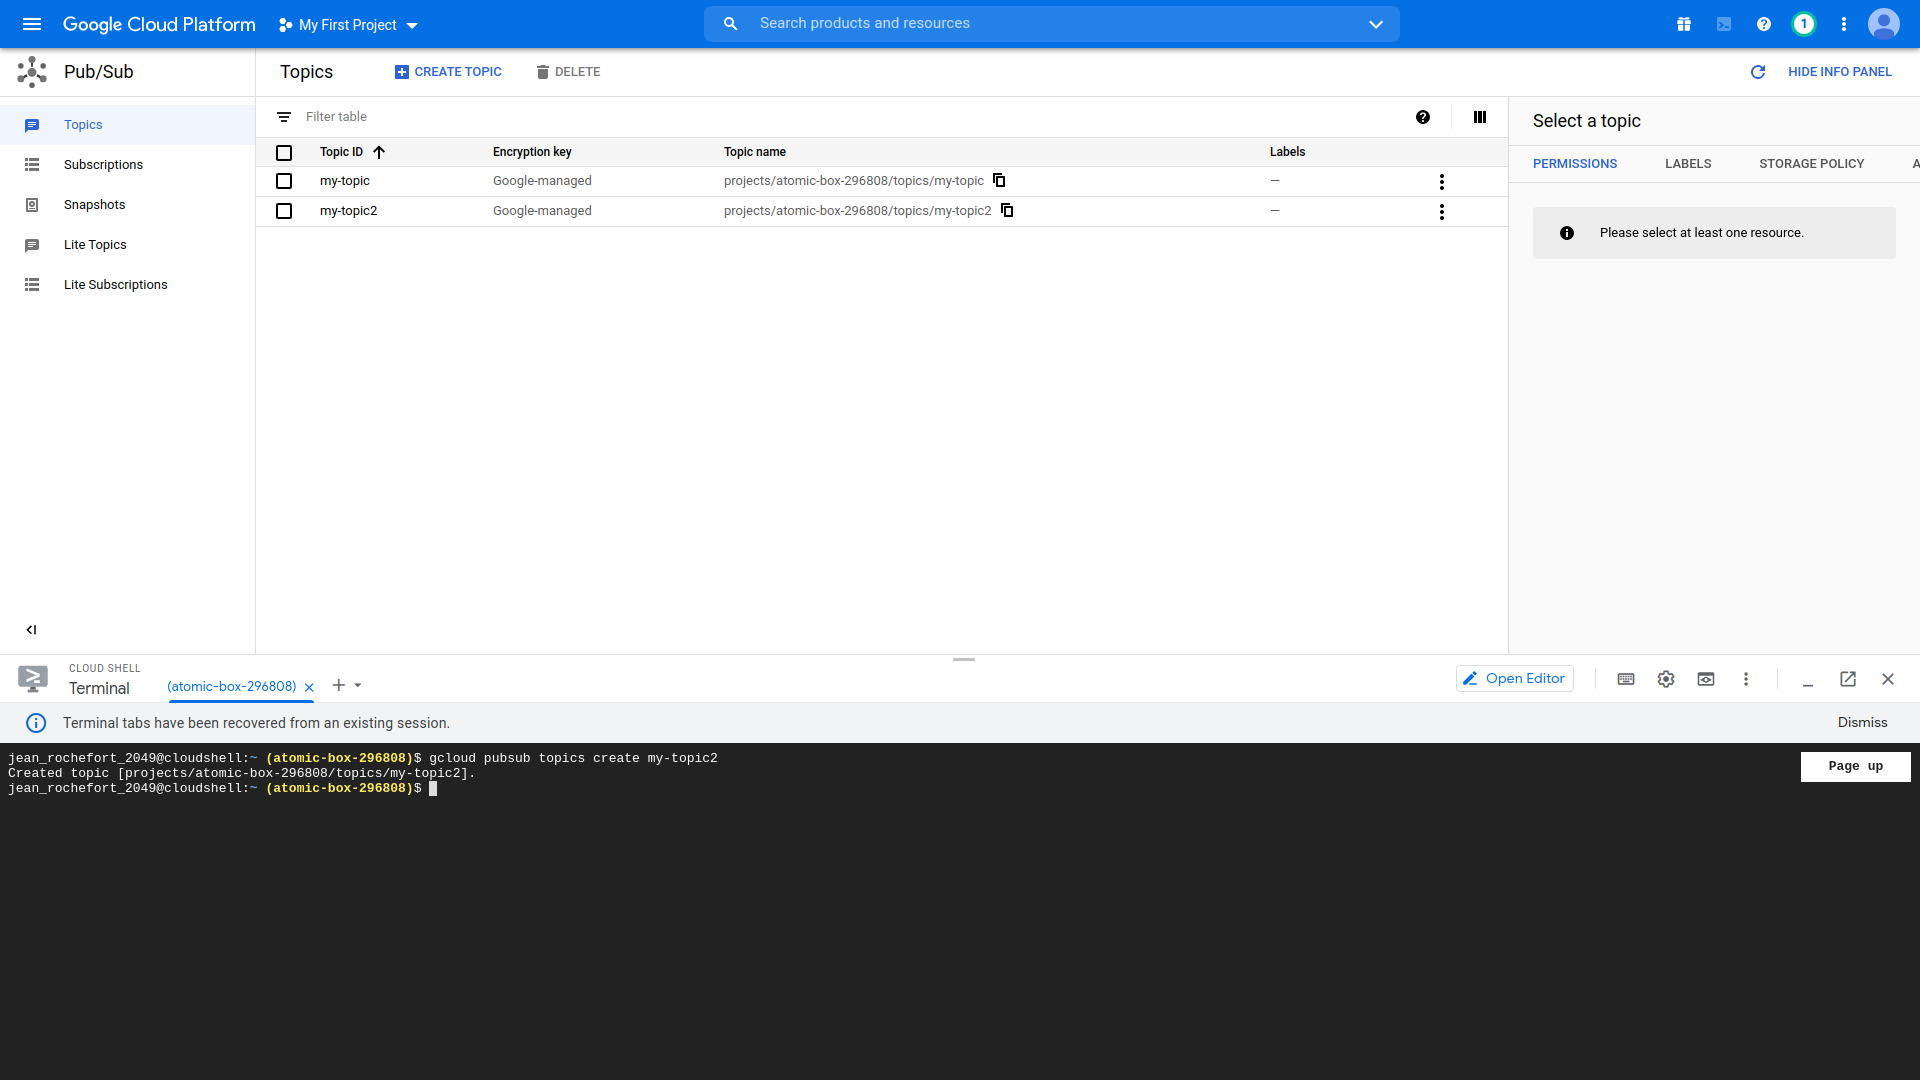 Google Cloud Platform
My First Project
Search products and resources
1
Pub/Sub
Topics
CREATE TOPIC
DELETE
HIDE INFO PANEL
Topics
Subscriptions
Snapshots
Lite Topics
Lite Subscriptions
Filter table
Topic ID Encryption key Topic name Labels
my-topic Google-managed projects/atomic-box-296808/topics/my-topic —
my-topic2 Google-managed projects/atomic-box-296808/topics/my-topic2 —
Select a topic
PERMISSIONS LABELS STORAGE POLICY A
Please select at least one resource.
CLOUD SHELL
Terminal
(atomic-box-296808)
Open Editor
Terminal tabs have been recovered from an existing session.
Dismiss
jean_rochefort_2049@cloudshell:~ (atomic-box-296808)$ gcloud pubsub topics create my-topic2
Created topic [projects/atomic-box-296808/topics/my-topic2].
jean_rochefort_2049@cloudshell:~ (atomic-box-296808)$
Page up